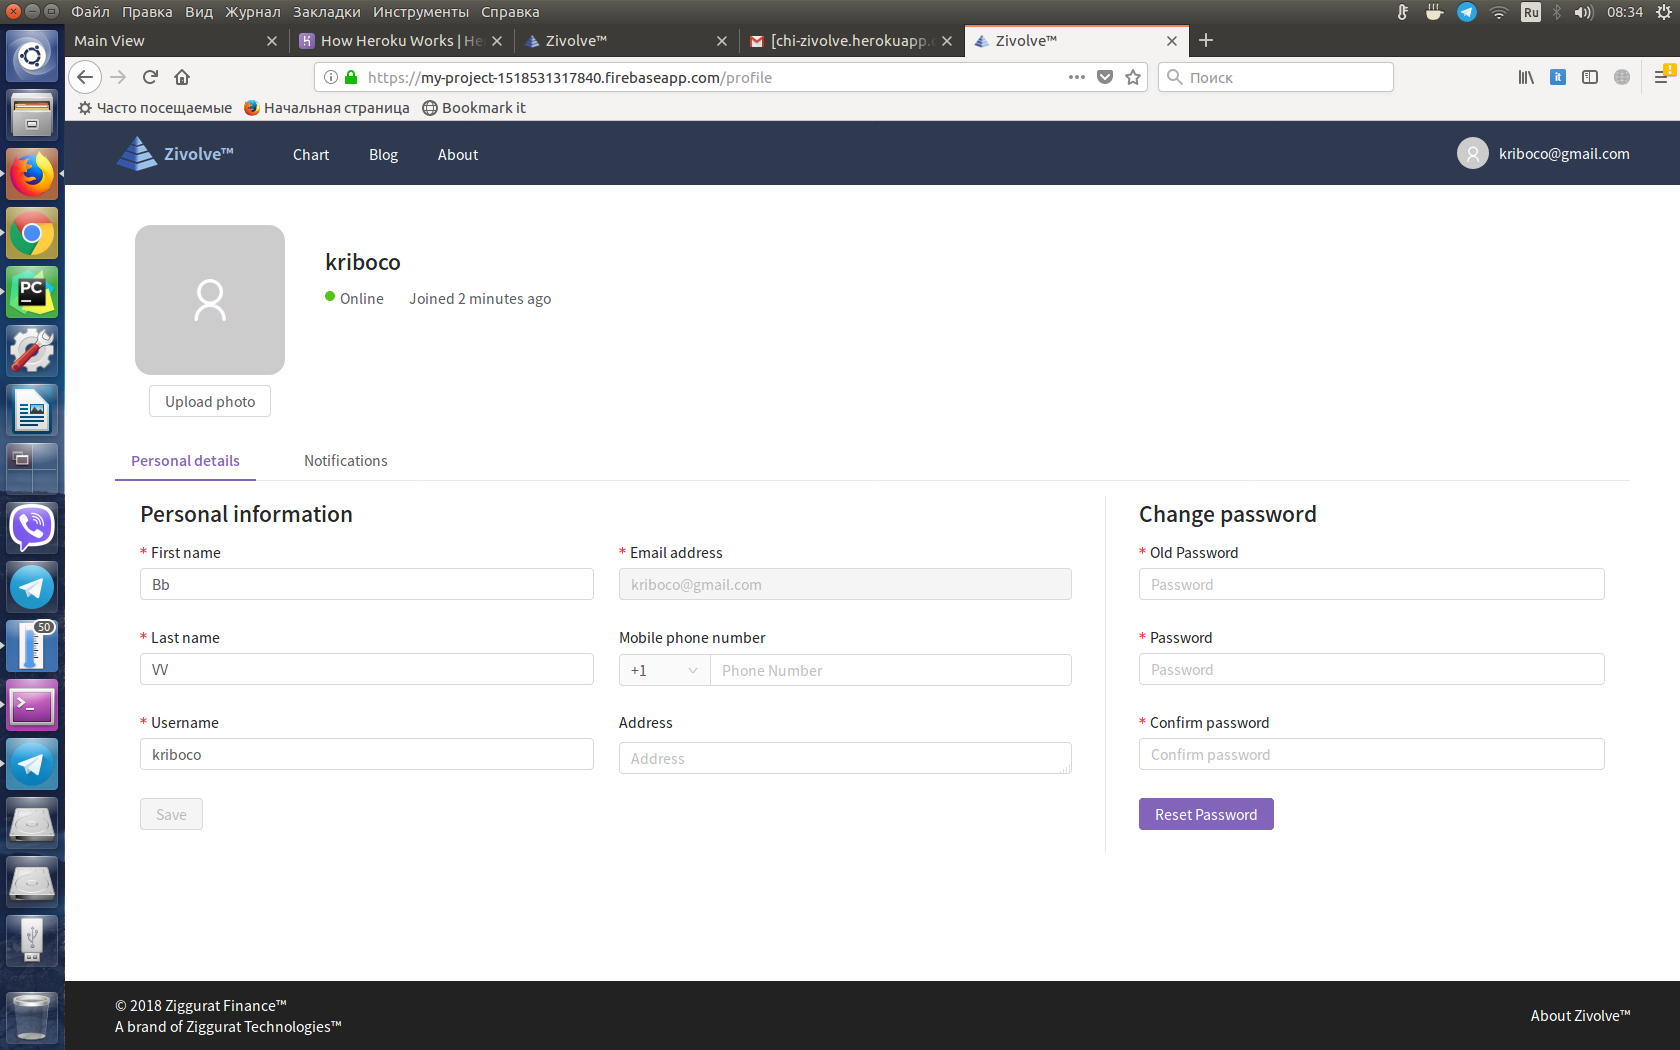 Файл Правка Вид Журнал Закладки Инструменты Справка
Ru
08:34
Main View
How Heroku Works | He
Zivolve™
[chi-zivolve.herokuapp.
Zivolve™
https://my-project-1518531317840.firebaseapp.com/profile
Поиск
it
Часто посещаемые
Начальная страница
Bookmark it
Zivolve™
Chart
Blog
About
kriboco@gmail.com
PC
kriboco
Online
Joined 2 minutes ago
Upload photo
Personal details
Notifications
Personal information
* First name
Bb
* Last name
VV
* Username
kriboco
Save
* Email address
kriboco@gmail.com
Mobile phone number
+1
Phone Number
Address
Address
Change password
* Old Password
Password
* Password
Password
* Confirm password
Confirm password
Reset Password
50
© 2018 Ziggurat Finance™
A brand of Ziggurat Technologies™
About Zivolve™